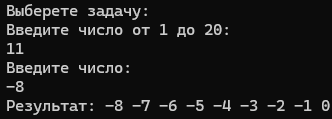 Выберете задачу:
Введите число от 1 до 20:
11
Введите число:
-8
Результат: -8 -7 -6 -5 -4 -3 -2 -1 0